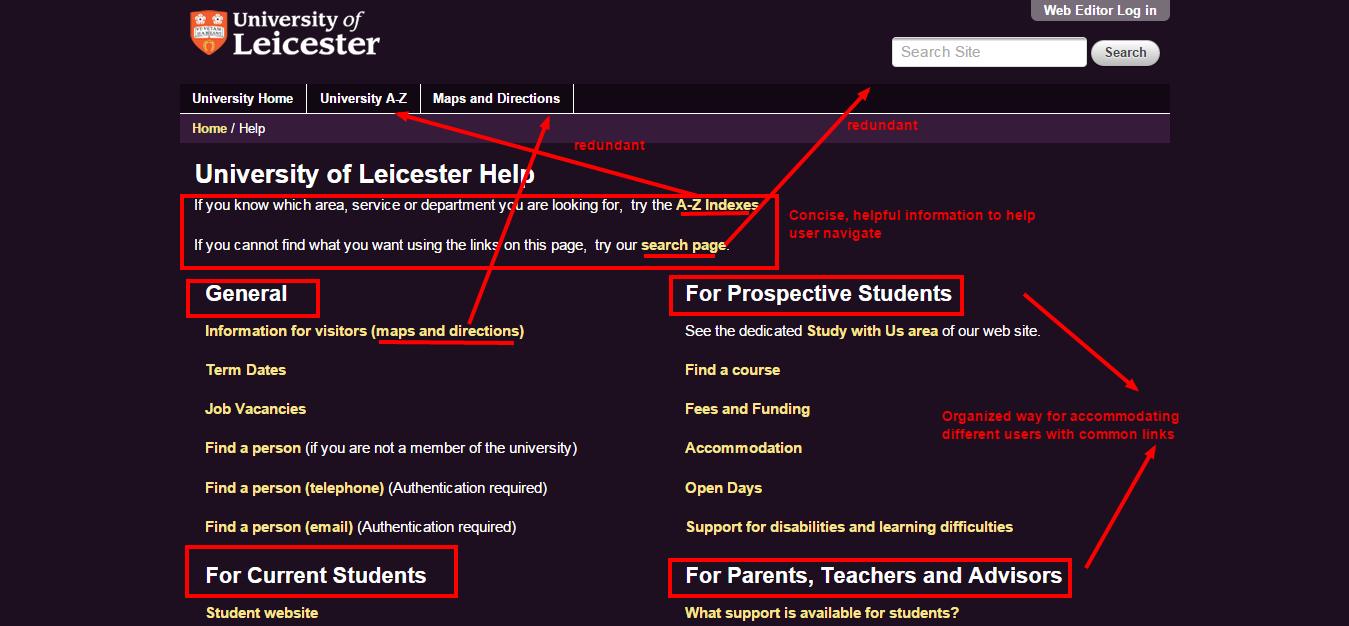 University of
Leicester
Web Editor Log in
Search Site
Search
University Home
University A-Z
Maps and Directions
Home / Help
redundant
redundant
University of Leicester Help
If you know which area, service or department you are looking for, try the A-Z Indexes.
If you cannot find what you want using the links on this page, try our search page.
Concise, helpful information to help
user navigate
General
Information for visitors (maps and directions)
Term Dates
Job Vacancies
Find a person (if you are not a member of the university)
Find a person (telephone) (Authentication required)
Find a person (email) (Authentication required)
For Prospective Students
See the dedicated Study with Us area of our web site.
Find a course
Fees and Funding
Accommodation
Open Days
Support for disabilities and learning difficulties
Organized way for accommodating
different users with common links
For Current Students
Student website
For Parents, Teachers and Advisors
What support is available for students?